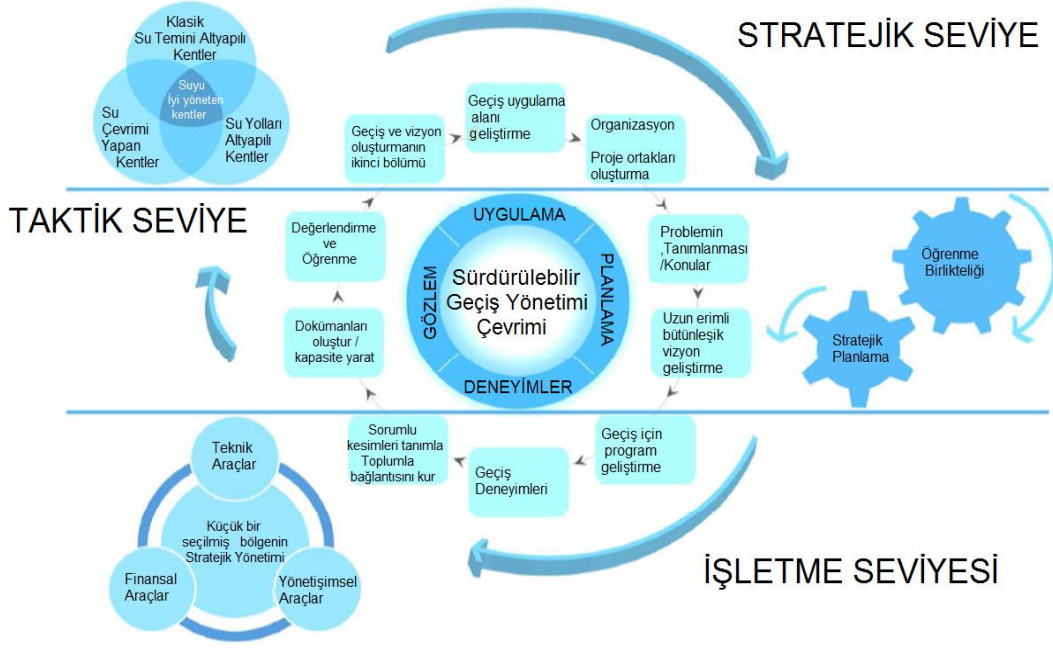 STRATEJİK SEVİYE
Klasik
Su Temini Altyapılı
Kentler
Suyu
İyi yöneten
kentler
Su
Çevrimi
Yapan
Kentler
Su Yolları
Altyapılı
Kentler
Geçiş ve vizyon
oluşturmanın
ikinci bölümü
Geçiş uygulama
alanı
geliştirme
Organizasyon
Proje ortakları
oluşturma
TAKTİK SEVİYE
Değerlendirme
ve
Öğrenme
Dokümanları
oluştur /
kapasite yarat
UYGULAMA
PLANLAMA
DENEYİMLER
GÖZLEM
Sürdürülebilir
Geçiş Yönetimi
Çevrimi
Problemin
,Tanımlanması
/Konular
Uzun erimli
bütünleşik
vizyon
geliştirme
Öğrenme
Birlikteliği
Stratejik
Planlama
Sorumlu
kesimleri tanımla
Toplumla
bağlantısını kur
Geçiş
Deneyimleri
Geçiş için
program
geliştirme
Teknik
Araçlar
Küçük bir
seçilmiş bölgenin
Stratejik Yönetimi
Finansal
Araçlar
Yönetişimsel
Araçlar
İŞLETME SEVİYESİ